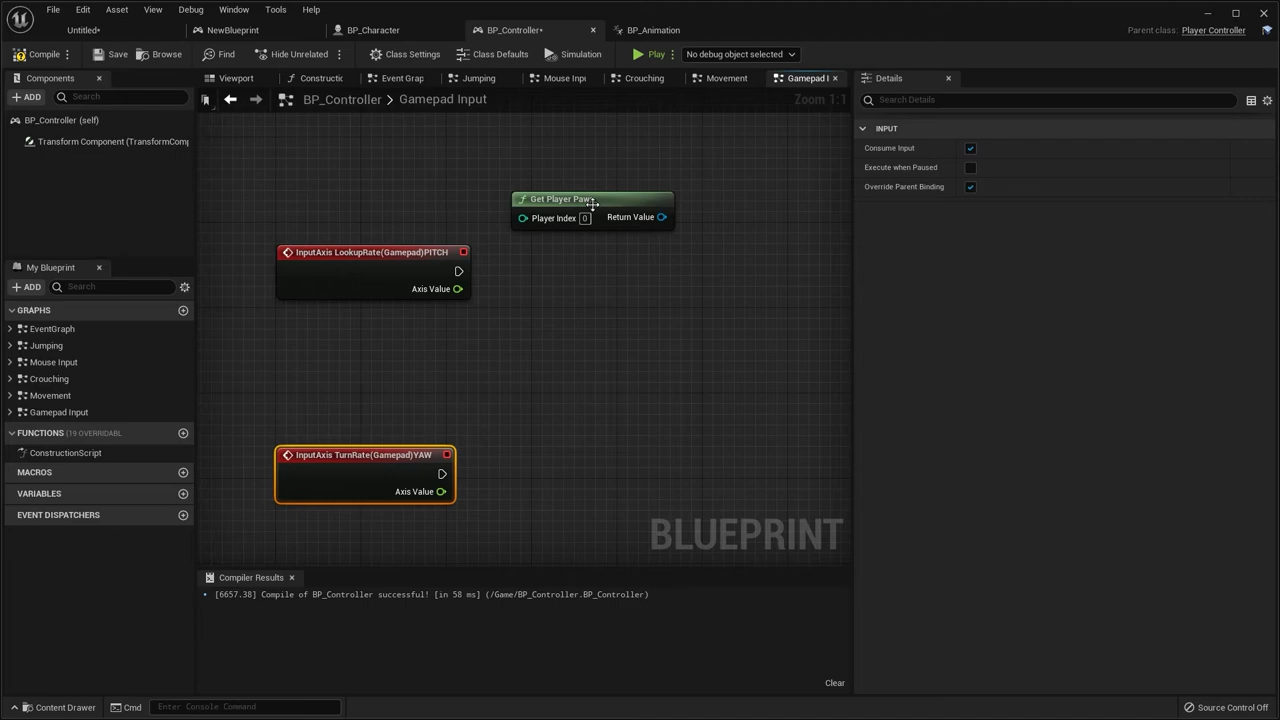 File Edit Asset View Debug Window Tools Help
Untitled* NewBlueprint BP_Character BP_Controller* BP_Animation Parent class: Player Controller
Compile Save Browse Find Hide Unrelated Class Settings Class Defaults Simulation Play No debug object selected
Components
ADD Search
BP_Controller (self)
Transform Component (TransformComp
Viewport Constructic Event Grap Jumping Mouse Inpu Crouching Movement Gamepad I
BP_Controller > Gamepad Input Zoom 1:1
Details
Search Details
INPUT
Consume Input
Execute when Paused
Override Parent Binding
Get Player Paw
Player Index 0 Return Value
InputAxis LookupRate(Gamepad)PITCH
Axis Value
InputAxis TurnRate(Gamepad)YAW
Axis Value
BLUEPRINT
My Blueprint
ADD Search
GRAPHS
EventGraph
Jumping
Mouse Input
Crouching
Movement
Gamepad Input
FUNCTIONS (19 OVERRIDABL
ConstructionScript
MACROS
VARIABLES
EVENT DISPATCHERS
Compiler Results
[6657.38] Compile of BP_Controller successful! [in 58 ms] (/Game/BP_Controller.BP_Controller)
Clear
Content Drawer Cmd Enter Console Command Source Control Off